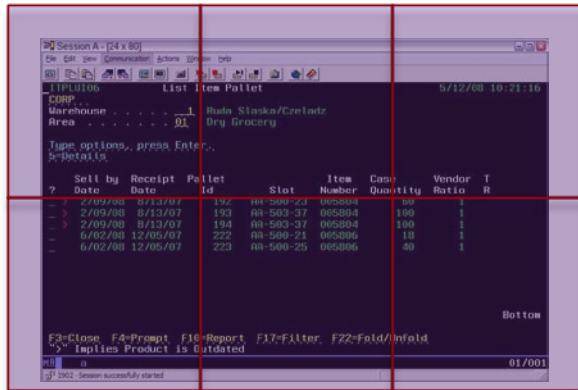 Session A - [24 x 80]
File Edit View Communication Actions Window Help
ITPLUI06 List Item Pallet 5/12/08 10:21:16
CORP
Warehouse . . . . . 1 Ruda Slaska/Czeladz
Area . . . . . . . 01 Dry Grocery
Type options, press Enter.
5=Details
Sell by Receipt Pallet Item Case Vendor T
? Date Date Id Slot Number Quantity Ratio R
_ > 2/09/08 8/13/07 192 AA-500-23 005804 60 1
_ > 2/09/08 8/13/07 193 AA-503-37 005804 100 1
_ > 2/09/08 8/13/07 194 AA-503-37 005804 100 1
_ 6/02/08 12/05/07 222 AA-500-21 005806 18 1
_ 6/02/08 12/05/07 223 AA-500-25 005806 40 1
Bottom
F3=Close F4=Prompt F10=Report F17=Filter F22=Fold/Unfold
">" Implies Product is Outdated
MA a 01/001
I902 - Session successfully started